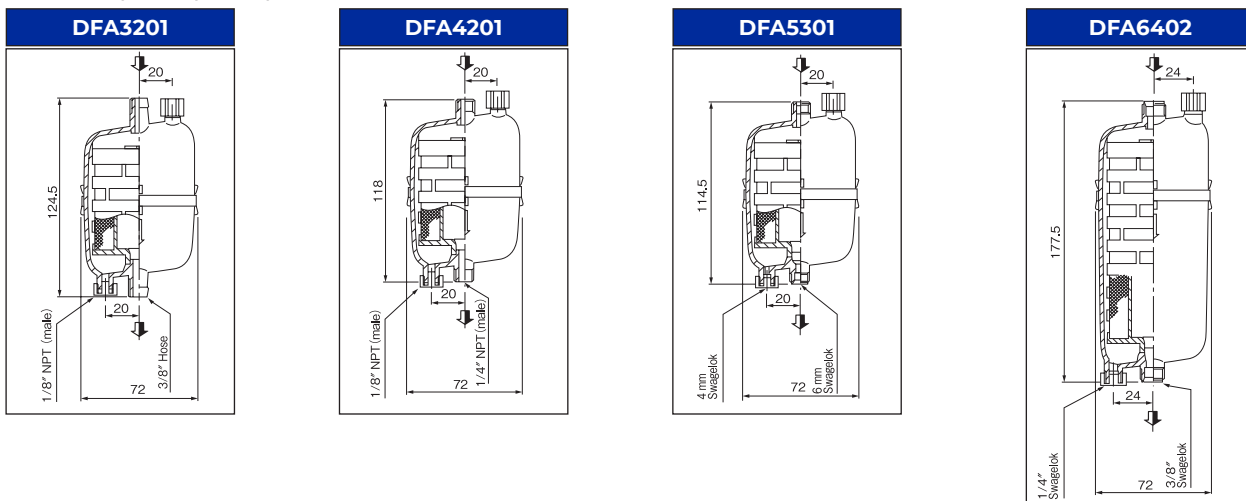 DFA3201
20
124.5
20
1/8" NPT (male)
3/8" Hose
72
DFA4201
20
118
20
1/8" NPT (male)
1/4" NPT (male)
72
DFA5301
20
114.5
20
4 mm
Swagelok
6 mm
Swagelok
72
DFA6402
24
177.5
24
1/4"
Swagelok
3/8"
Swagelok
72